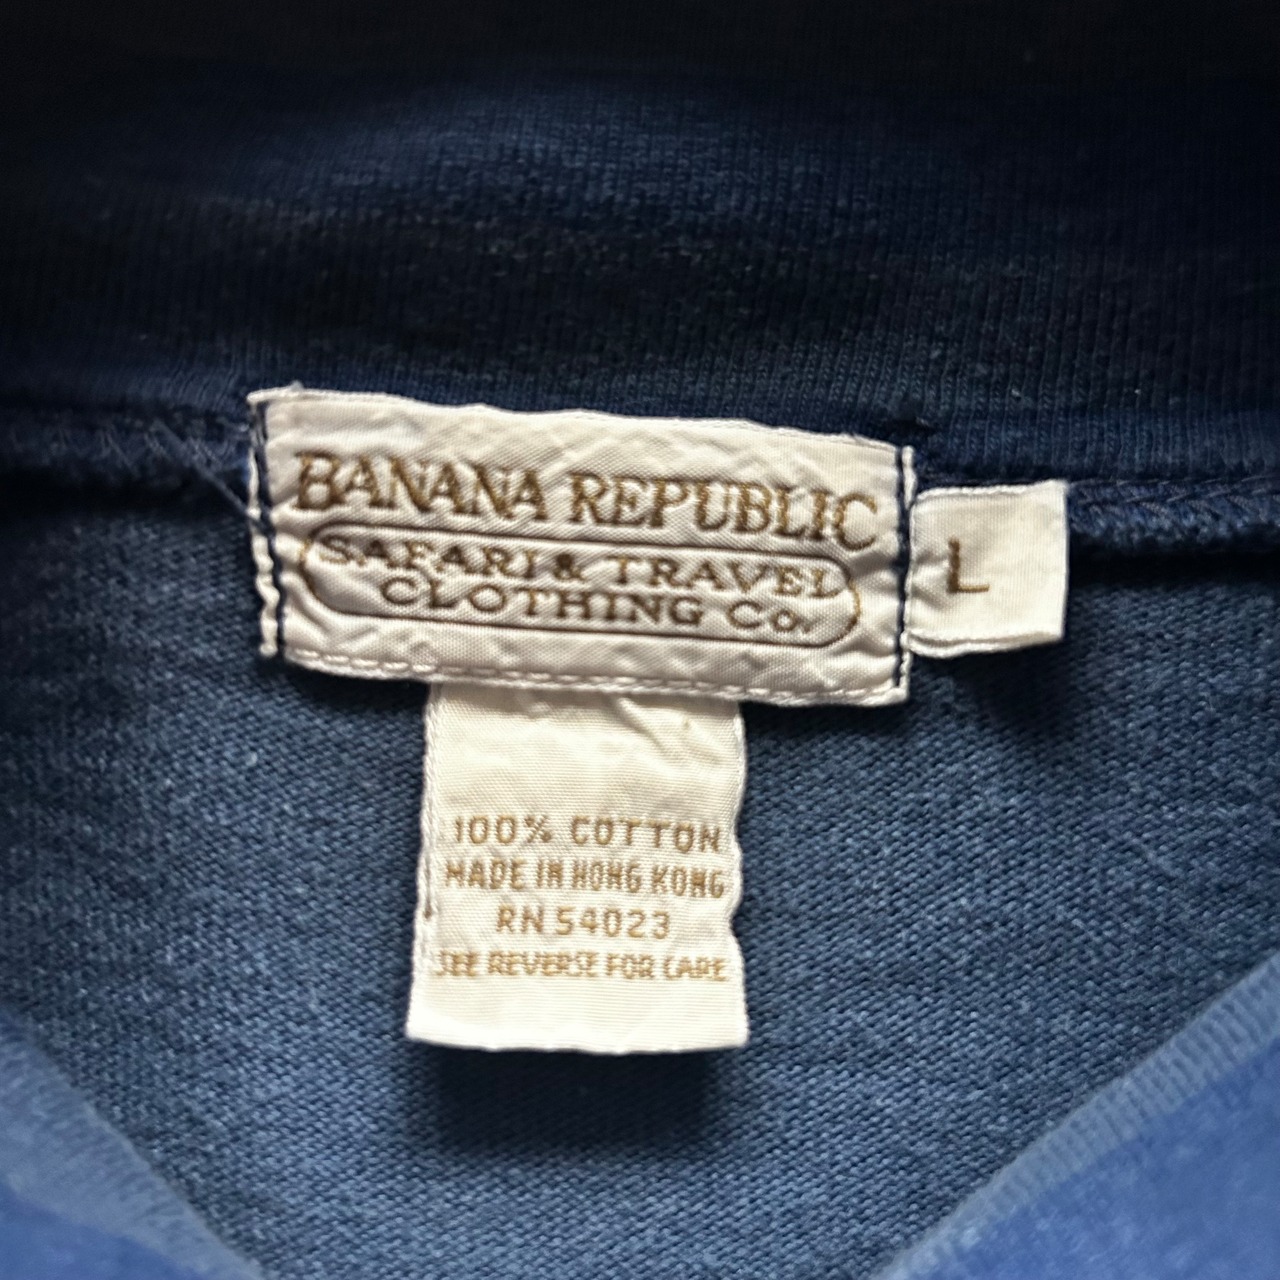 BANANA REPUBLIC
SAFARI & TRAVEL
CLOTHING Co.
L
100% COTTON
MADE IN HONG KONG
RN 54023
SEE REVERSE FOR CARE